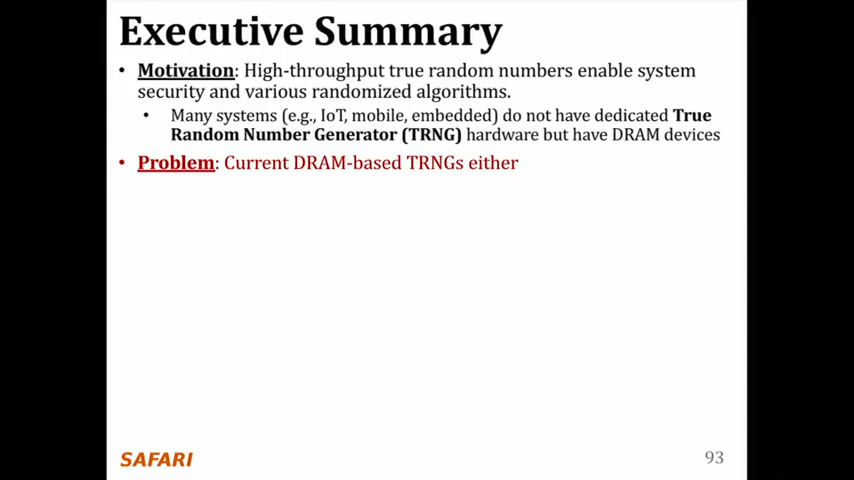 Executive Summary
• Motivation: High-throughput true random numbers enable system
security and various randomized algorithms.
• Many systems (e.g., IoT, mobile, embedded) do not have dedicated True
Random Number Generator (TRNG) hardware but have DRAM devices
• Problem: Current DRAM-based TRNGs either
SAFARI
93